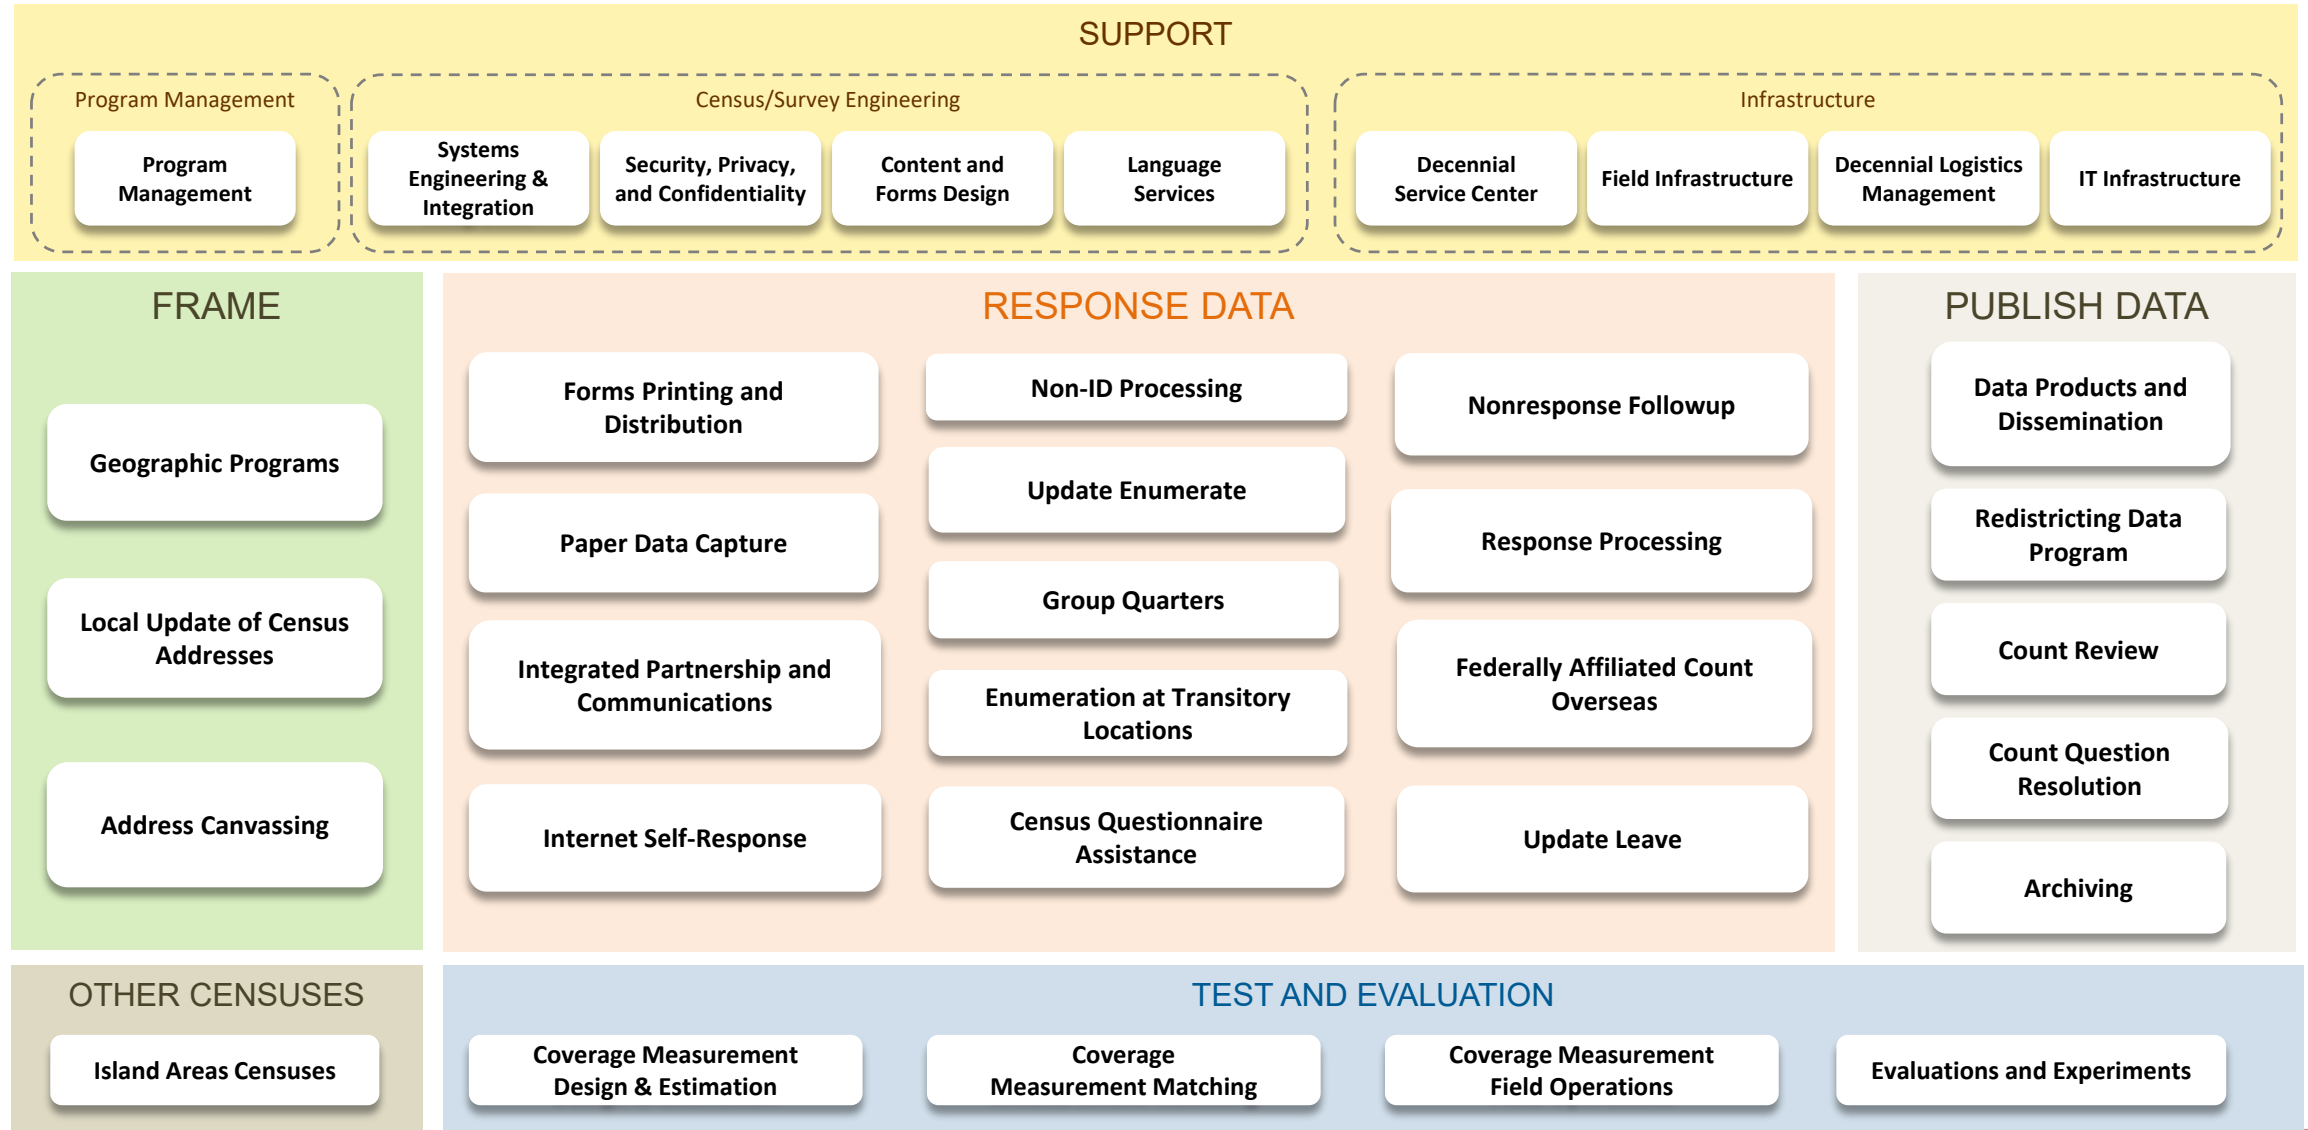 SUPPORT
Program Management
Program
Management
Census/Survey Engineering
Systems
Engineering &
Integration
Security, Privacy,
and Confidentiality
Content and
Forms Design
Language
Services
Infrastructure
Decennial
Service Center
Field Infrastructure
Decennial Logistics
Management
IT Infrastructure
FRAME
Geographic Programs
Local Update of Census
Addresses
Address Canvassing
RESPONSE DATA
Forms Printing and
Distribution
Paper Data Capture
Integrated Partnership and
Communications
Internet Self-Response
Non-ID Processing
Update Enumerate
Group Quarters
Enumeration at Transitory
Locations
Census Questionnaire
Assistance
Nonresponse Followup
Response Processing
Federally Affiliated Count
Overseas
Update Leave
PUBLISH DATA
Data Products and
Dissemination
Redistricting Data
Program
Count Review
Count Question
Resolution
Archiving
OTHER CENSUSES
Island Areas Censuses
TEST AND EVALUATION
Coverage Measurement
Design & Estimation
Coverage
Measurement Matching
Coverage Measurement
Field Operations
Evaluations and Experiments